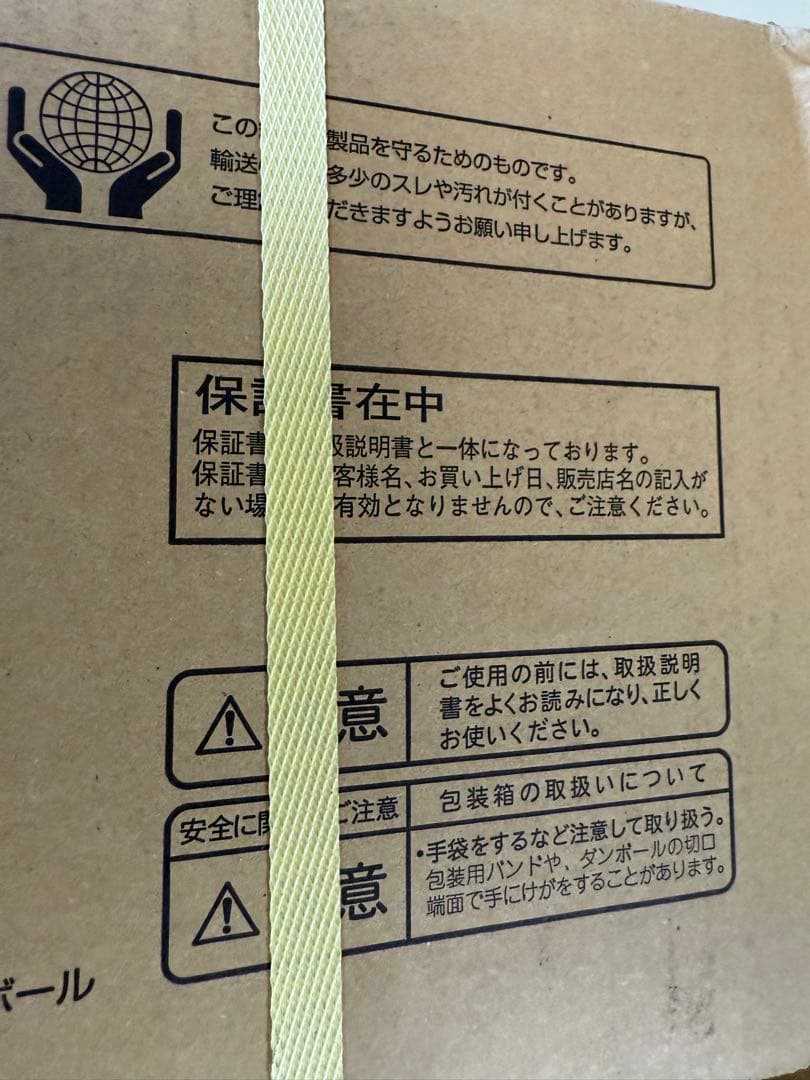 この 製品を守るためのものです。
輸送 多少のスレや汚れが付くことがありますが、
ご理 だきますようお願い申し上げます。
保証書在中
保証書 扱説明書と一体になっております。
保証書 客様名、お買い上げ日、販売店名の記入が
ない場 有効となりませんので、ご注意ください。
意
ご使用の前には、取扱説明
書をよくお読みになり、正しく
お使いください。
安全に関 ご注意
包装箱の取扱いについて
意
・手袋をするなど注意して取り扱う。
包装用バンドや、ダンボールの切口
端面で手にけがをすることがあります。
ボール